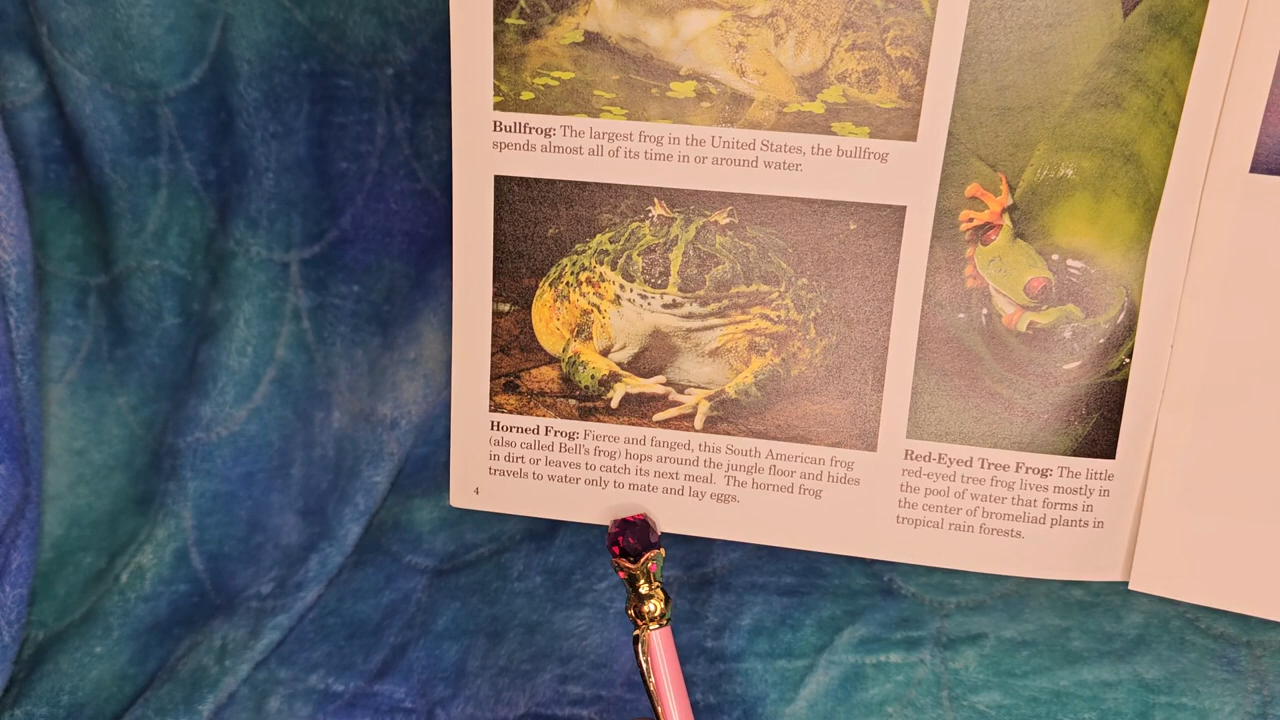 Bullfrog: The largest frog in the United States, the bullfrog
spends almost all of its time in or around water.
Horned Frog: Fierce and fanged, this South American frog
(also called Bell's frog) hops around the jungle floor and hides
in dirt or leaves to catch its next meal. The horned frog
travels to water only to mate and lay eggs.
4
Red-Eyed Tree Frog: The little
red-eyed tree frog lives mostly in
the pool of water that forms in
the center of bromeliad plants in
tropical rain forests.